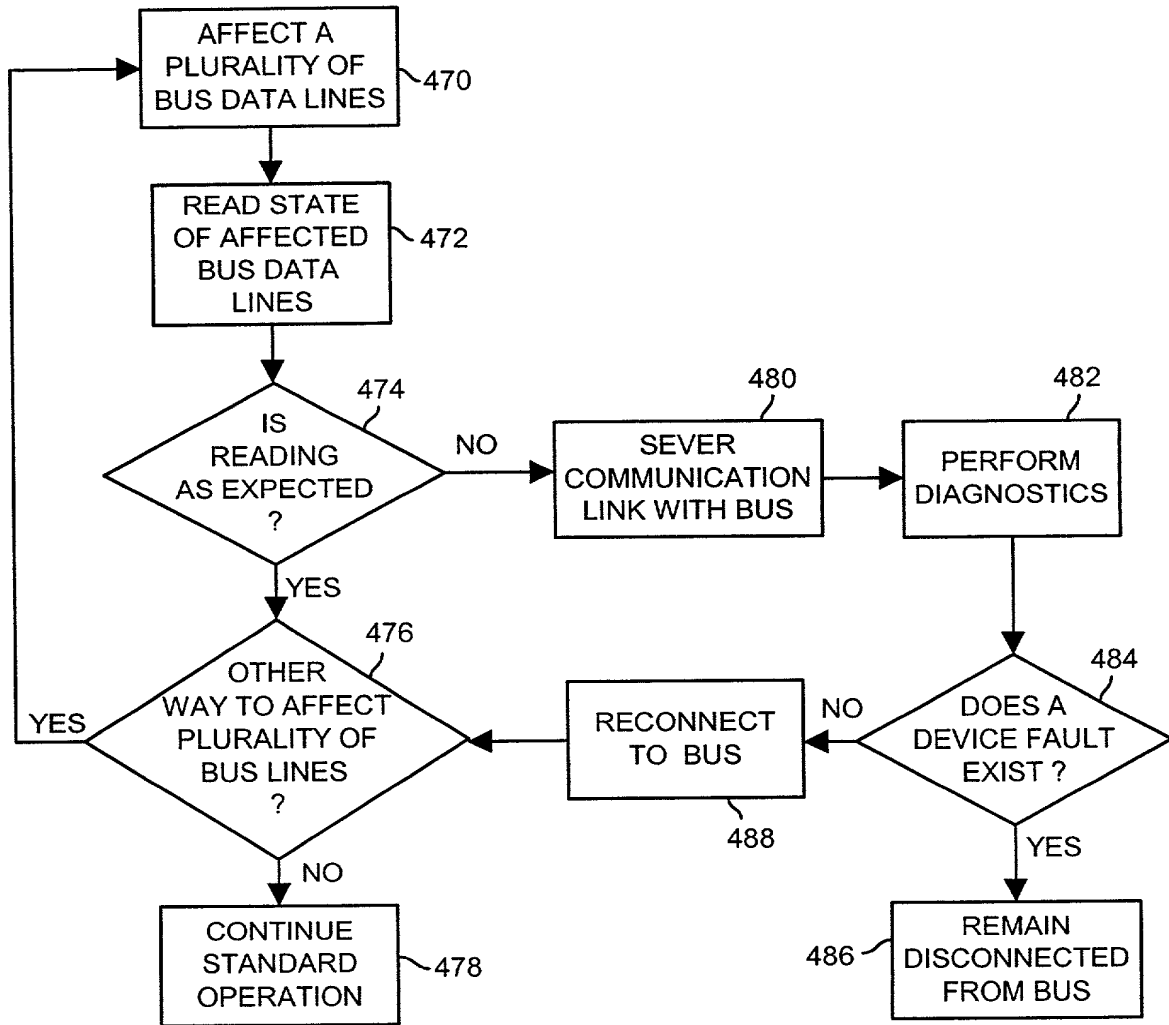 AFFECT A
PLURALITY OF
BUS DATA LINES
470
READ STATE
OF AFFECTED
BUS DATA
LINES
472
IS
READING
AS EXPECTED
?
474
NO
YES
SEVER
COMMUNICATION
LINK WITH BUS
480
PERFORM
DIAGNOSTICS
482
OTHER
WAY TO AFFECT
PLURALITY OF
BUS LINES
?
476
YES
NO
RECONNECT
TO BUS
488
NO
DOES A
DEVICE FAULT
EXIST ?
484
YES
CONTINUE
STANDARD
OPERATION
478
486
REMAIN
DISCONNECTED
FROM BUS